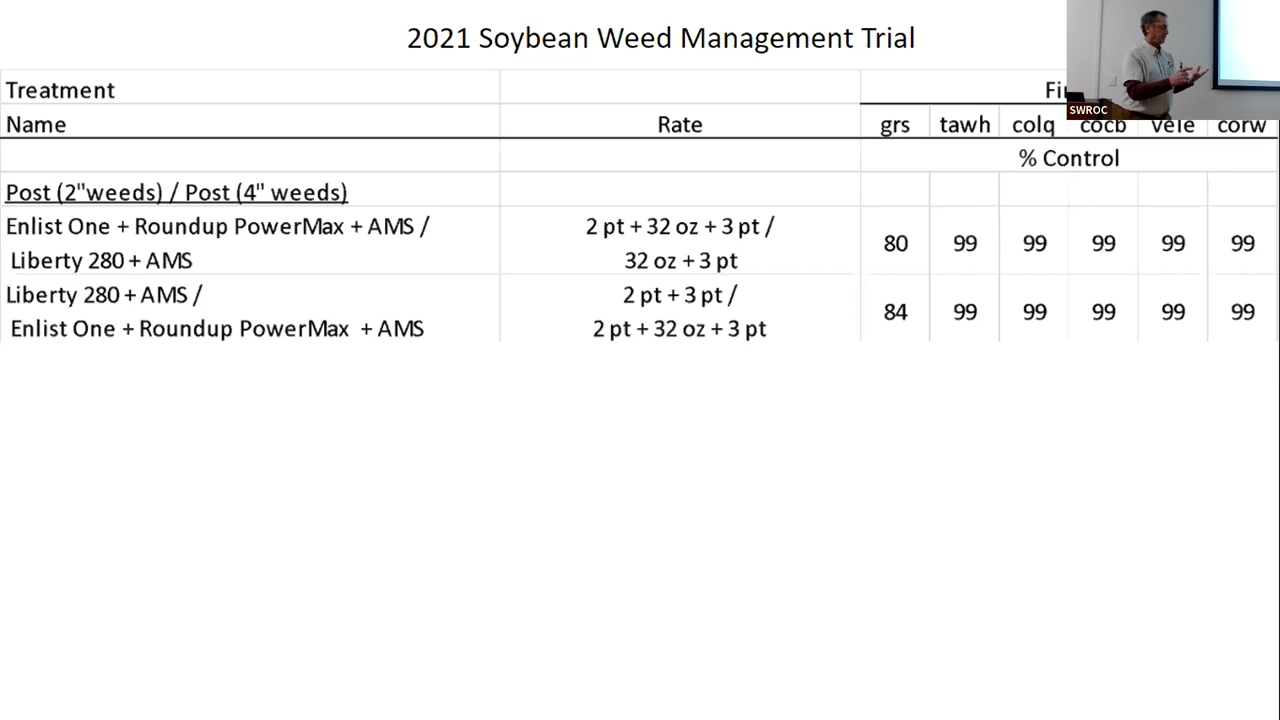 2021 Soybean Weed Management Trial
Treatment
SWROC
Name Rate grs tawh colq cocb vele corw
% Control
Post (2"weeds) / Post (4" weeds)
Enlist One + Roundup PowerMax + AMS / 2 pt + 32 oz + 3 pt /
80 99 99 99 99 99
Liberty 280 + AMS 32 oz + 3 pt
Liberty 280 + AMS / 2 pt + 3 pt /
84 99 99 99 99 99
Enlist One + Roundup PowerMax + AMS 2 pt + 32 oz + 3 pt